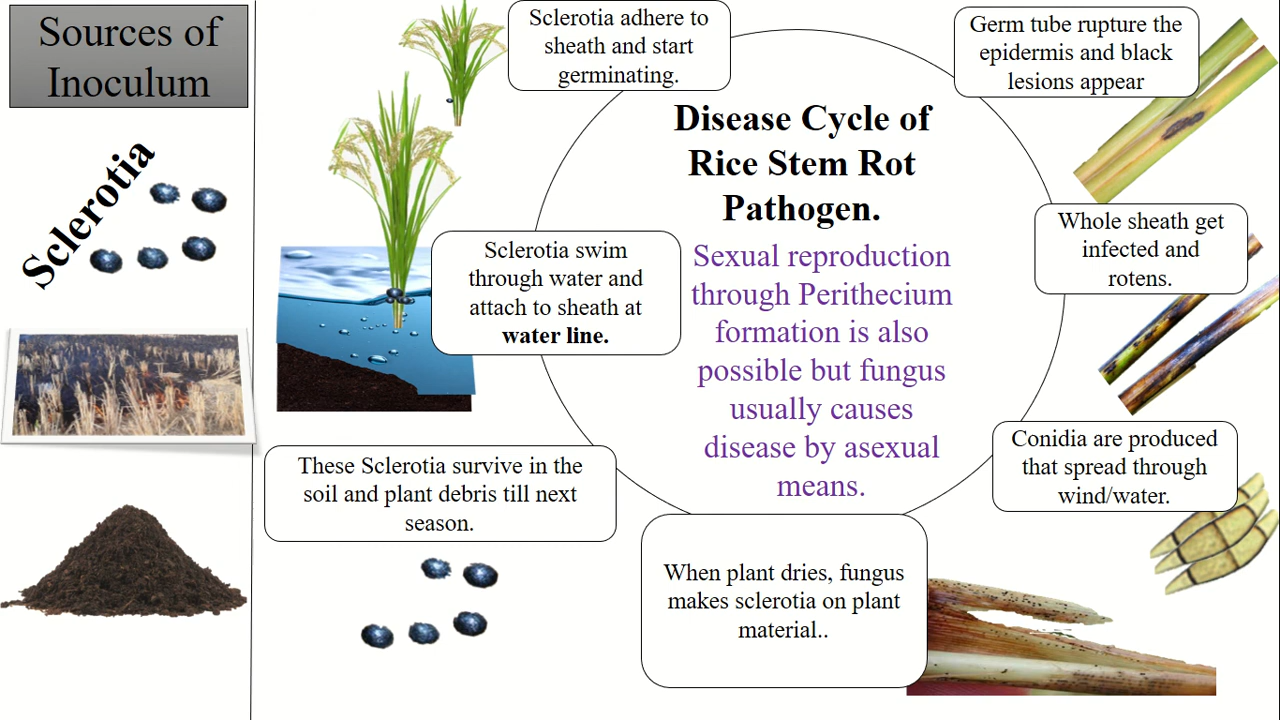 Sources of
Inoculum
Sclerotia
Sclerotia adhere to
sheath and start
germinating.
Germ tube rupture the
epidermis and black
lesions appear
Disease Cycle of
Rice Stem Rot
Pathogen.
Sexual reproduction
through Perithecium
formation is also
possible but fungus
usually causes
disease by asexual
means.
Whole sheath get
infected and
rotens.
Sclerotia swim
through water and
attach to sheath at
water line.
Conidia are produced
that spread through
wind/water.
These Sclerotia survive in the
soil and plant debris till next
season.
When plant dries, fungus
makes sclerotia on plant
material..